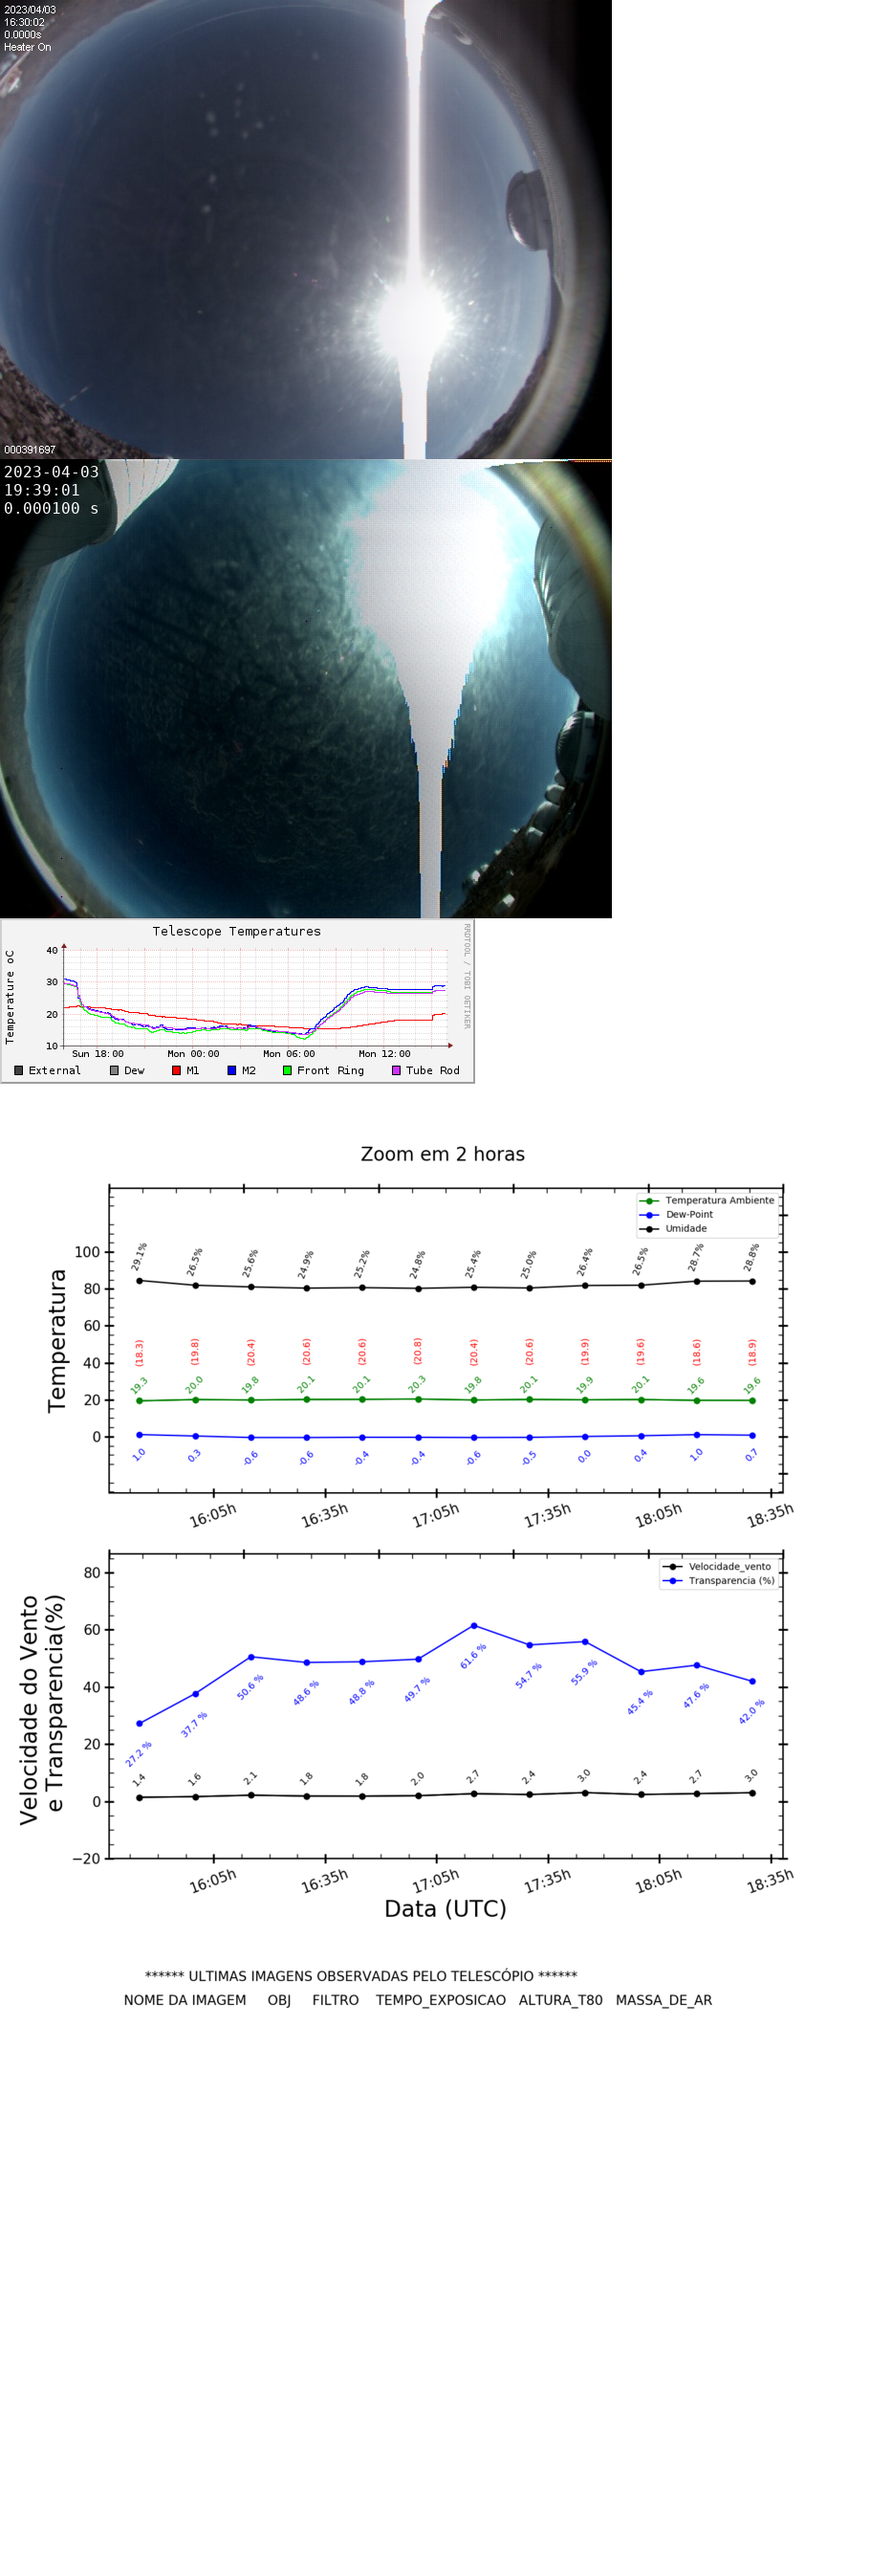 2023/04/03
16:30:02
0.0000s
Heater On
000391697
2023-04-03
19:39:01
0.000100 s
Telescope Temperatures
RRDTOOL / TOBI OETIKER
Temperature oC
40
30
20
10
Sun 18:00 Mon 00:00 Mon 06:00 Mon 12:00
External Dew M1 M2 Front Ring Tube Rod
Zoom em 2 horas
Temperatura Ambiente
Dew-Point
Umidade
Temperatura
100
80
60
40
20
0
29.1% 26.5% 25.6% 24.9% 25.2% 24.8% 25.4% 25.0% 26.4% 26.5% 28.7% 28.8%
(18.3) (19.8) (20.4) (20.6) (20.6) (20.8) (20.4) (20.6) (19.9) (19.6) (18.6) (18.9)
19.3 20.0 19.8 20.1 20.1 20.3 19.8 20.1 19.9 20.1 19.6 19.6
1.0 0.3 -0.6 -0.6 -0.4 -0.4 -0.6 -0.5 0.0 0.4 1.0 0.7
16:05h 16:35h 17:05h 17:35h 18:05h 18:35h
Velocidade_vento
Transparencia (%)
Velocidade do Vento
e Transparencia(%)
80
60
40
20
0
−20
27.2 % 37.7 % 50.6 % 48.6 % 48.8 % 49.7 % 61.6 % 54.7 % 55.9 % 45.4 % 47.6 % 42.0 %
1.4 1.6 2.1 1.8 1.8 2.0 2.7 2.4 3.0 2.4 2.7 3.0
16:05h 16:35h 17:05h 17:35h 18:05h 18:35h
Data (UTC)
****** ULTIMAS IMAGENS OBSERVADAS PELO TELESCÓPIO ******
NOME DA IMAGEM OBJ FILTRO TEMPO_EXPOSICAO ALTURA_T80 MASSA_DE_AR